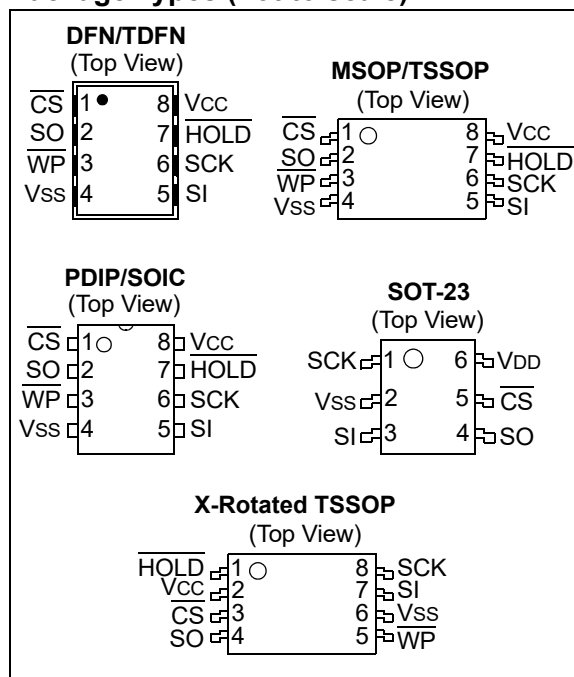 DFN/TDFN
(Top View)
CS 1 8 VCC
SO 2 7 HOLD
WP 3 6 SCK
VSS 4 5 SI
MSOP/TSSOP
(Top View)
CS 1 8 VCC
SO 2 7 HOLD
WP 3 6 SCK
VSS 4 5 SI
PDIP/SOIC
(Top View)
CS 1 8 VCC
SO 2 7 HOLD
WP 3 6 SCK
VSS 4 5 SI
SOT-23
(Top View)
SCK 1 6 VDD
VSS 2 5 CS
SI 3 4 SO
X-Rotated TSSOP
(Top View)
HOLD 1 8 SCK
VCC 2 7 SI
CS 3 6 VSS
SO 4 5 WP